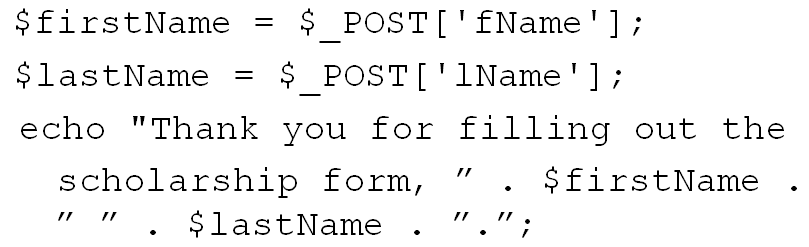 $firstName = $_POST['fName'];
$lastName = $_POST['lName'];
echo "Thank you for filling out the
scholarship form, ” . $firstName .
” ” . $lastName . ”.”;